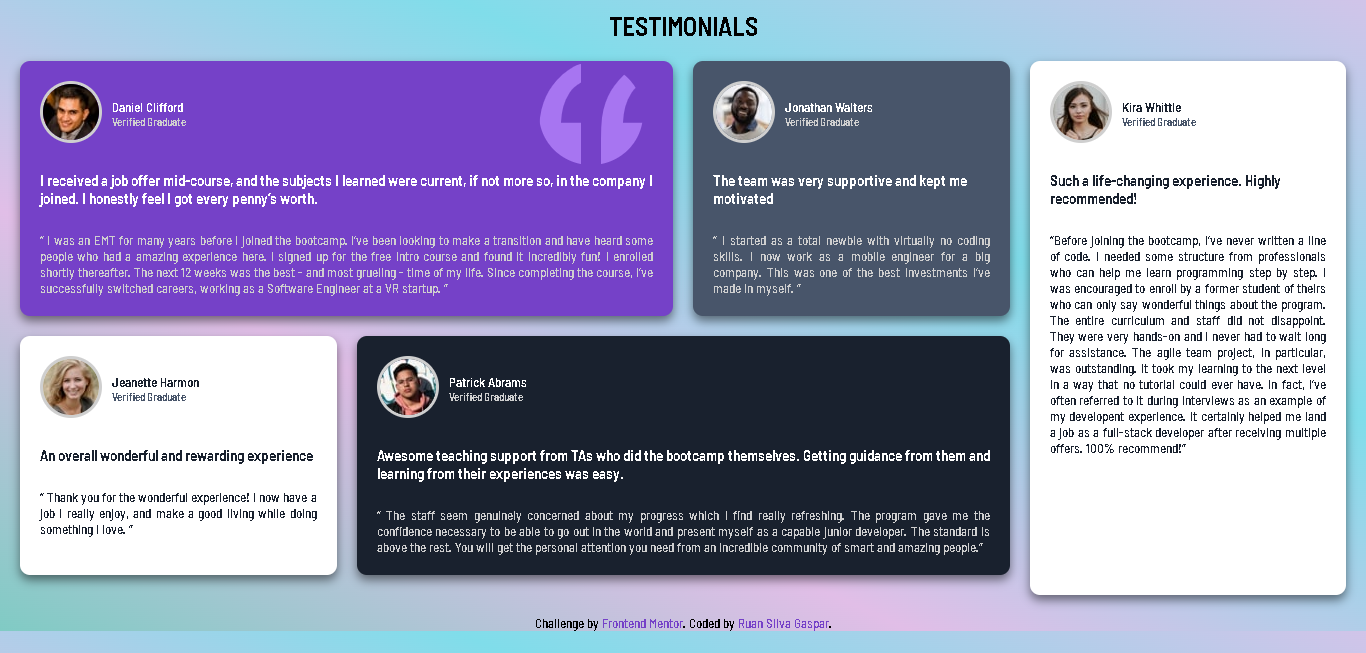 TESTIMONIALS
Daniel Clifford
Verified Graduate
I received a job offer mid-course, and the subjects I learned were current, if not more so, in the company I
joined. I honestly feel I got every penny’s worth.
“ I was an EMT for many years before I joined the bootcamp. I’ve been looking to make a transition and have heard some
people who had a amazing experience here. I signed up for the free intro course and found it incredibly fun! I enrolled
shortly thereafter. The next 12 weeks was the best - and most grueling - time of my life. Since completing the course, I’ve
successfully switched careers, working as a Software Engineer at a VR startup. ”
Jonathan Walters
Verified Graduate
The team was very supportive and kept me
motivated
“ I started as a total newbie with virtually no coding
skills. I now work as a mobile engineer for a big
company. This was one of the best investments I’ve
made in myself. ”
Kira Whittle
Verified Graduate
Such a life-changing experience. Highly
recommended!
“Before joining the bootcamp, I’ve never written a line
of code. I needed some structure from professionals
who can help me learn programming step by step. I
was encouraged to enroll by a former student of theirs
who can only say wonderful things about the program.
The entire curriculum and staff did not disappoint.
They were very hands-on and I never had to wait long
for assistance. The agile team project, in particular,
was outstanding. It took my learning to the next level
in a way that no tutorial could ever have. In fact, I’ve
often referred to it during interviews as an example of
my developent experience. It certainly helped me land
a job as a full-stack developer after receiving multiple
offers. 100% recommend!”
Jeanette Harmon
Verified Graduate
An overall wonderful and rewarding experience
“ Thank you for the wonderful experience! I now have a
job I really enjoy, and make a good living while doing
something I love. ”
Patrick Abrams
Verified Graduate
Awesome teaching support from TAs who did the bootcamp themselves. Getting guidance from them and
learning from their experiences was easy.
“ The staff seem genuinely concerned about my progress which I find really refreshing. The program gave me the
confidence necessary to be able to go out in the world and present myself as a capable junior developer. The standard is
above the rest. You will get the personal attention you need from an incredible community of smart and amazing people.”
Challenge by Frontend Mentor. Coded by Ruan Silva Gaspar.